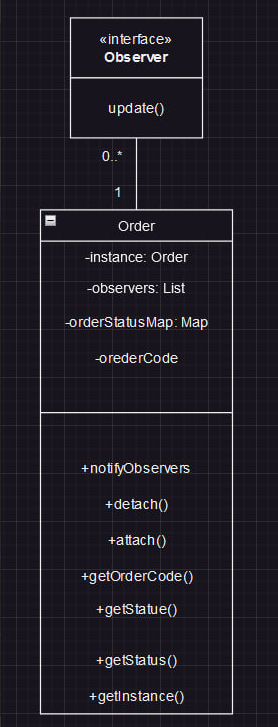 «interface»
Observer
update()
0..*
1
Order
-instance: Order
-observers: List
-orderStatusMap: Map
-orederCode
+notifyObservers
+detach()
+attach()
+getOrderCode()
+getStatue()
+getStatus()
+getInstance()